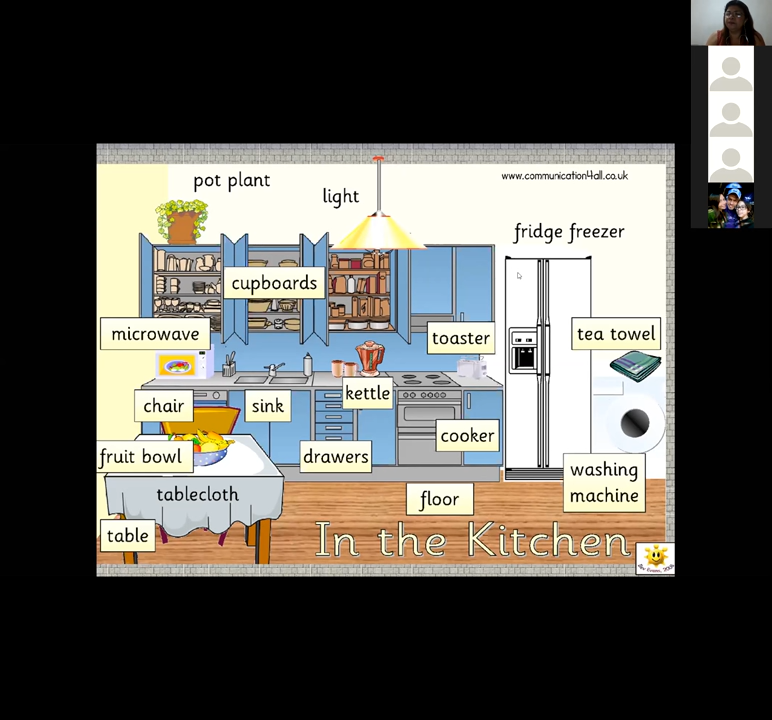 www.communication4all.co.uk
pot plant
light
fridge freezer
cupboards
microwave
toaster
tea towel
chair
sink
kettle
cooker
fruit bowl
drawers
washing
machine
tablecloth
floor
table
In the Kitchen